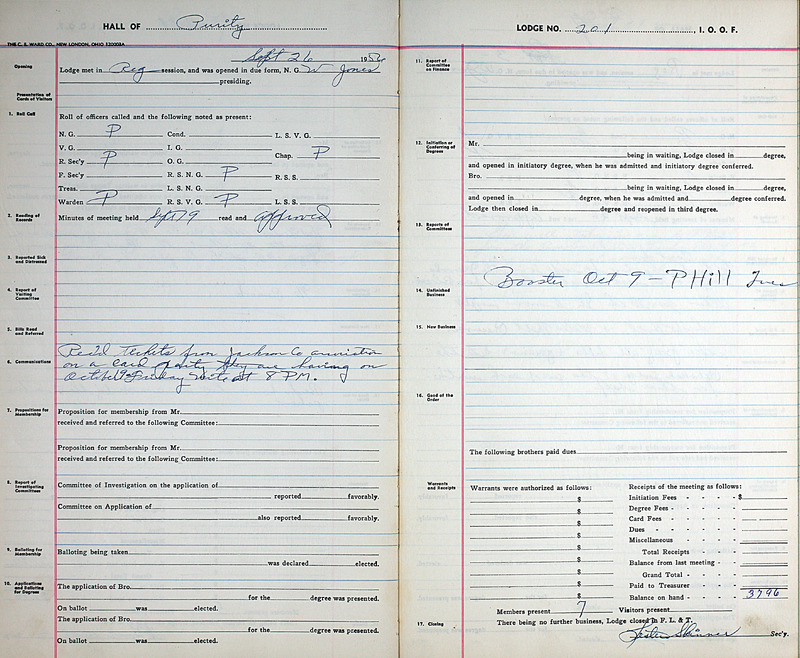 HALL OF Purity
THE C. E. WARD CO., NEW LONDON, OHIO F32003A
Sept 26 1956
Opening
Lodge met in Reg session, and was opened in due form, N. G. W Jones
presiding.
Presentation of Cards of Visitors
1. Roll Call
Roll of officers called and the following noted as present:
N. G. P Cond. L. S. V. G.
V. G. I. G. Chap. P
R. Sec'y P O. G.
F. Sec'y R. S. N. G. P R. S. S.
Treas. L. S. N. G.
Warden P R. S. V. G. P L. S. S.
2. Reading of Records
Minutes of meeting held Sept 19 read and approved
3. Reported Sick and Distressed
4. Report of Visiting Committee
5. Bills Read and Referred
6. Communications
Rec'd Tickets from Jackson Co
on a Card Party they are having on
October 19 Friday nite at 8 P.M.
7. Propositions for Membership
Proposition for membership from Mr.
received and referred to the following Committee:
Proposition for membership from Mr.
received and referred to the following Committee:
8. Report of Investigating Committees
Committee of Investigation on the application of
reported favorably.
Committee on Application of
also reported favorably.
9. Balloting for Membership
Balloting being taken
was declared elected.
10. Applications and Balloting for Degrees
The application of Bro.
for the degree was presented.
On ballot was elected.
The application of Bro.
for the degree was presented.
On ballot was elected.
LODGE NO. 201, I. O. O. F.
11. Report of Committee on Finance
12. Initiation or Conferring of Degrees
Mr.
being in waiting, Lodge closed in degree,
and opened in initiatory degree, when he was admitted and initiatory degree conferred.
Bro.
being in waiting, Lodge closed in degree,
and opened in degree, when he was admitted and degree conferred.
Lodge then closed in degree and reopened in third degree.
13. Reports of Committees
Booster Oct 9 - P Hill Tues
14. Unfinished Business
15. New Business
16. Good of the Order
The following brothers paid dues
Warrants and Receipts
Warrants were authorized as follows: Receipts of the meeting as follows:
$ Initiation Fees - - - - $
$ Degree Fees - - - -
$ Card Fees - - - -
$ Dues - - - -
$ Miscellaneous - - - -
$ Total Receipts - -
$ Balance from last meeting -
$ Grand Total - -
$ Paid to Treasurer - - -
$ Balance on hand - - - 3796
Members present 7 Visitors present
17. Closing
There being no further business, Lodge closed in F. L. & T.
Lester Skinner Sec'y.